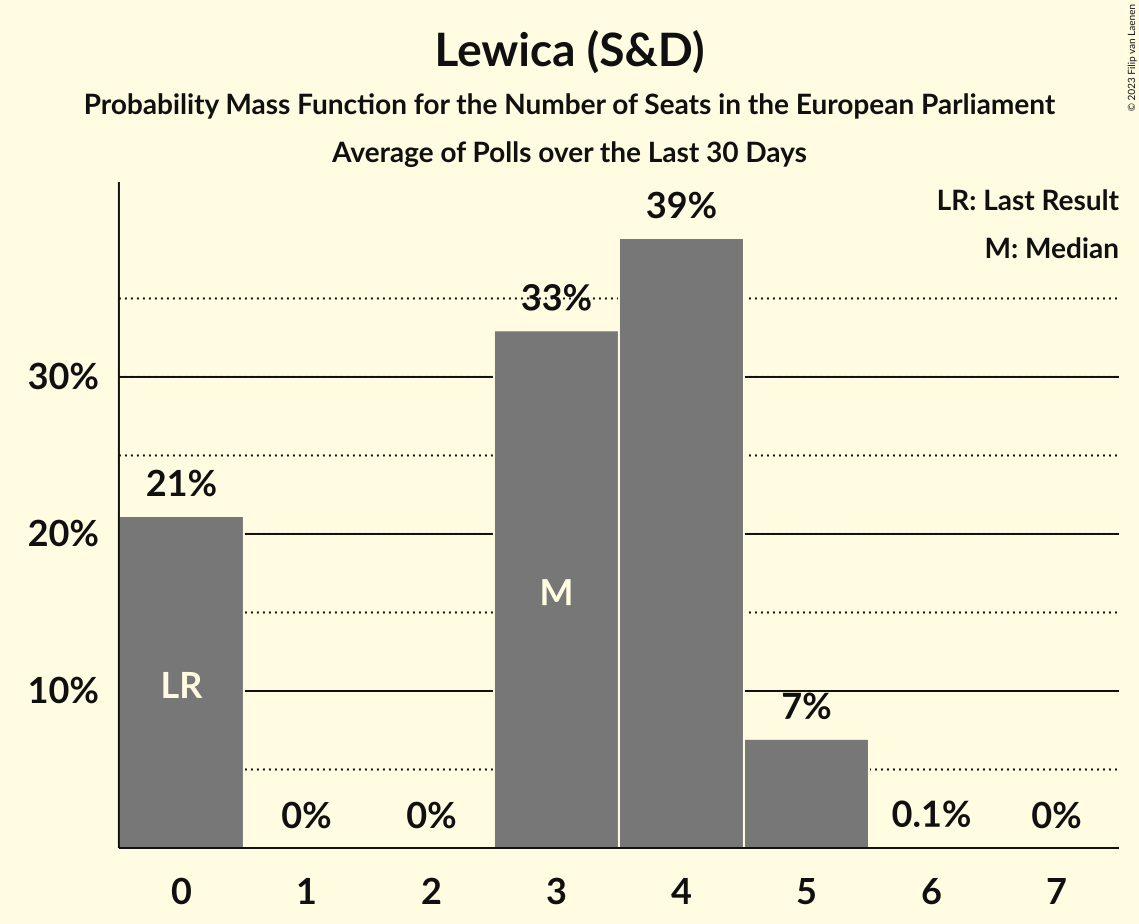 Lewica (S&D)
Probability Mass Function for the Number of Seats in the European Parliament
Average of Polls over the Last 30 Days
© 2023 Filip van Laenen
LR: Last Result
M: Median
39%
33%
30%
21%
20%
M
LR
10%
7%
0%
0%
0.1%
0%
0 1 2 3 4 5 6 7